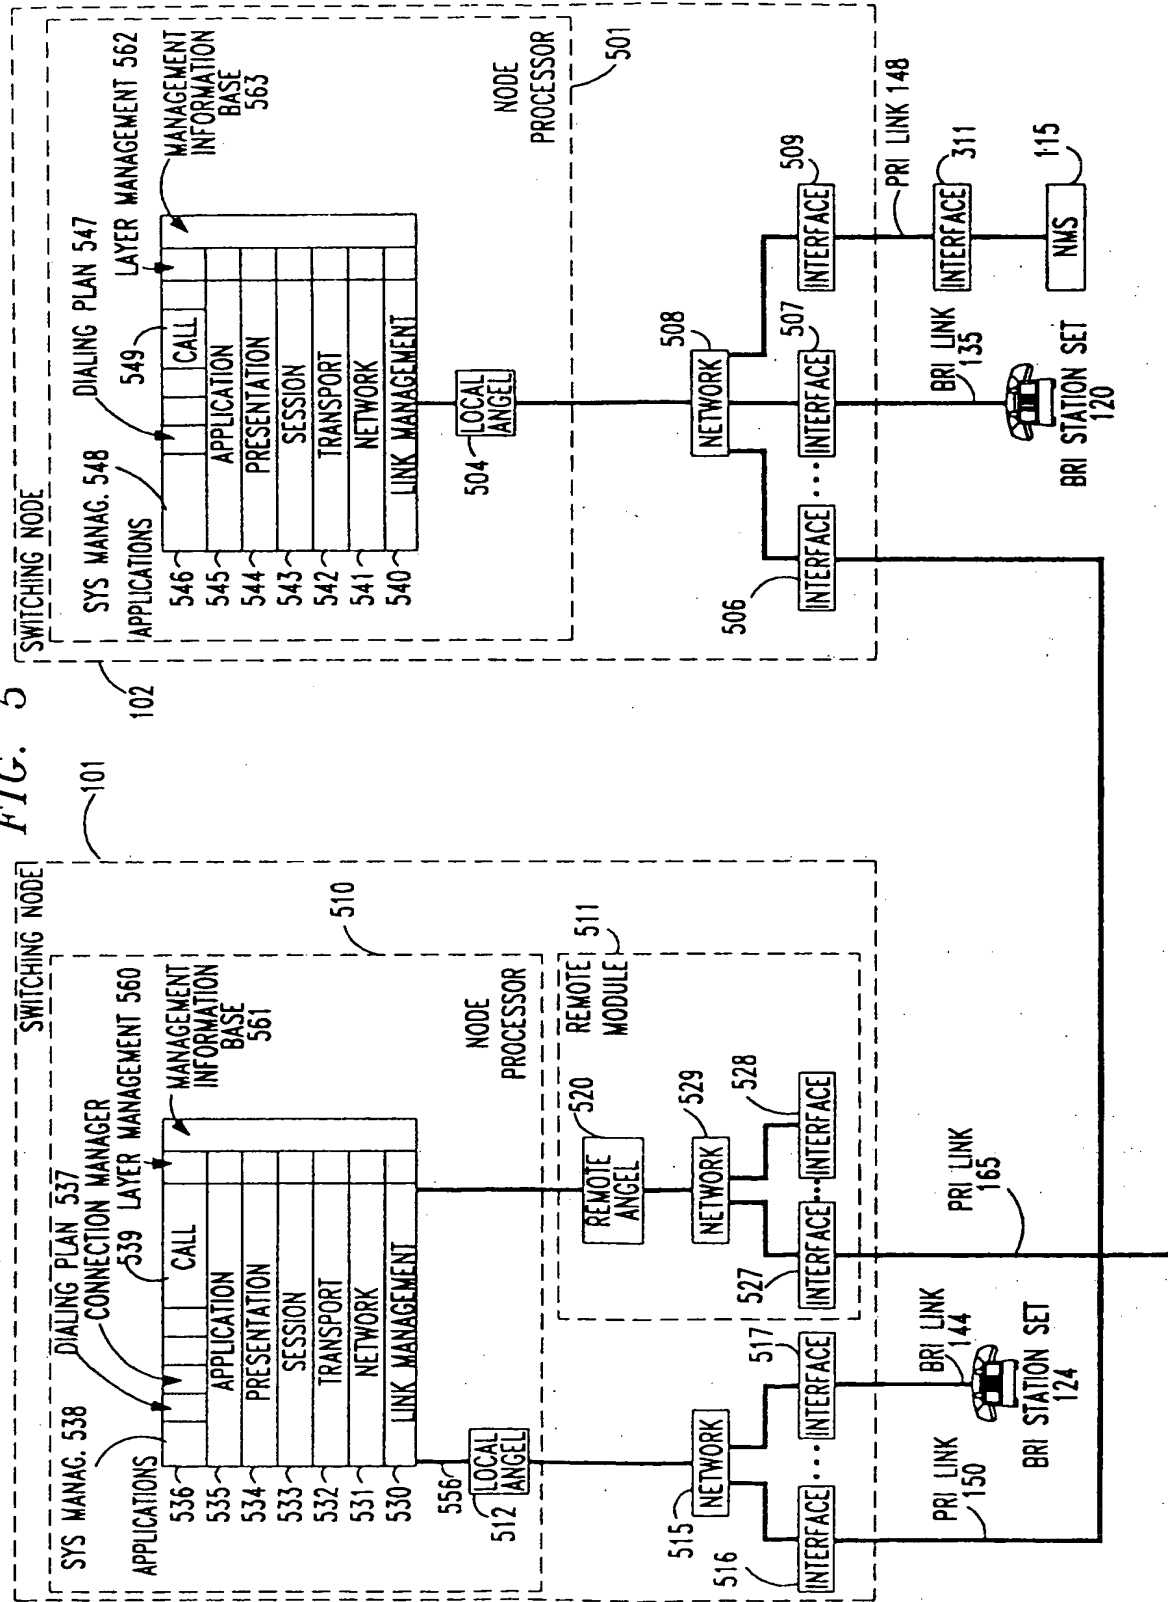 FIG. 5
SWITCHING NODE
101
SYS MANAG. 538
DIALING PLAN 537
CONNECTION MANAGER
539
LAYER MANAGEMENT 560
MANAGEMENT
INFORMATION
BASE
561
510
APPLICATIONS
CALL
536
535
APPLICATION
534
PRESENTATION
533
SESSION
532
TRANSPORT
531
NETWORK
530
LINK MANAGEMENT
NODE
PROCESSOR
556
LOCAL
ANGEL
512
REMOTE
MODULE
511
REMOTE
ANGEL
520
515
NETWORK
NETWORK
529
516
INTERFACE
...
INTERFACE
517
527
INTERFACE
...
INTERFACE
528
PRI LINK
150
BRI LINK
144
BRI STATION SET
124
PRI LINK
165
SWITCHING NODE
102
SYS MANAG. 548
549
DIALING PLAN 547
LAYER MANAGEMENT 562
MANAGEMENT
INFORMATION
BASE
563
APPLICATIONS
CALL
546
545
APPLICATION
544
PRESENTATION
543
SESSION
542
TRANSPORT
541
NETWORK
540
LINK MANAGEMENT
NODE
PROCESSOR
501
504
LOCAL
ANGEL
NETWORK
508
506
INTERFACE
...
INTERFACE
507
INTERFACE
509
BRI LINK
135
PRI LINK 148
INTERFACE
311
BRI STATION SET
120
NMS
115